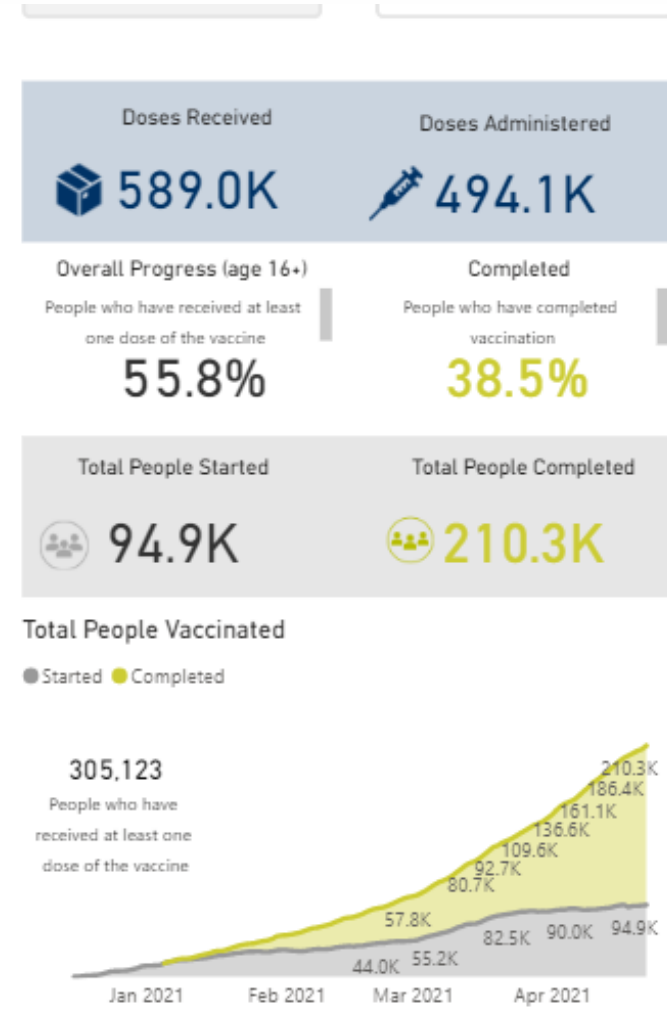 Doses Received
Doses Administered
589.0K
494.1K
Overall Progress (age 16+)
Completed
People who have received at least
one dose of the vaccine
People who have completed
vaccination
55.8%
38.5%
Total People Started
Total People Completed
94.9K
210.3K
Total People Vaccinated
Started Completed
305,123
People who have
received at least one
dose of the vaccine
210.3K
186.4K
161.1K
136.6K
109.6K
92.7K
80.7K
57.8K
44.0K
55.2K
82.5K
90.0K
94.9K
Jan 2021 Feb 2021 Mar 2021 Apr 2021